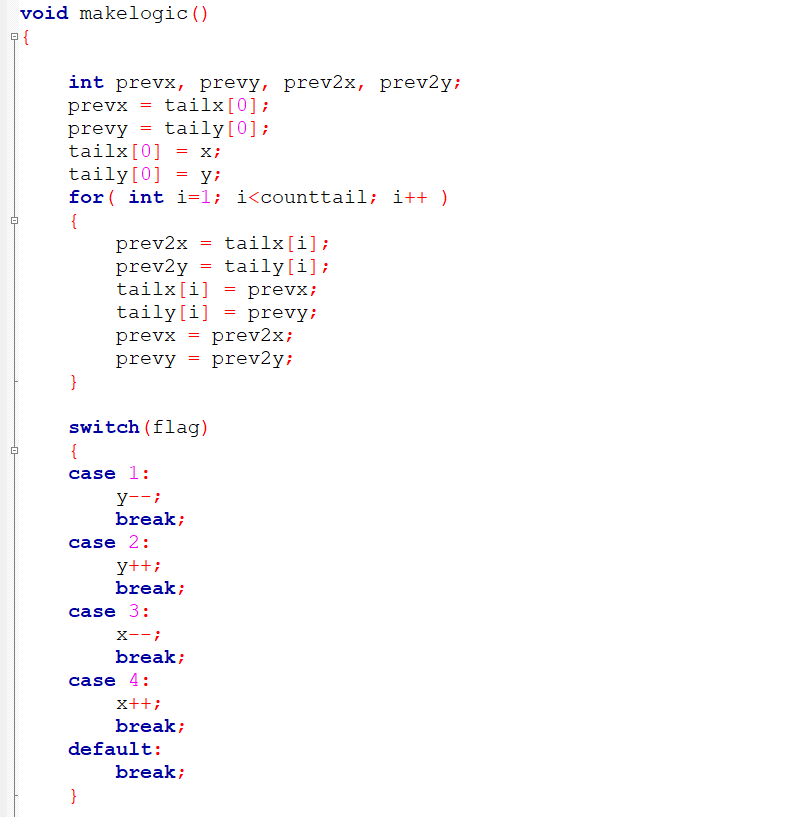 void makelogic()
{
int prevx, prevy, prev2x, prev2y;
prevx = tailx[0];
prevy = taily[0];
tailx[0] = x;
taily[0] = y;
for( int i=1; i<counttail; i++ )
{
prev2x = tailx[i];
prev2y = taily[i];
tailx[i] = prevx;
taily[i] = prevy;
prevx = prev2x;
prevy = prev2y;
}
switch(flag)
{
case 1:
y--;
break;
case 2:
y++;
break;
case 3:
x--;
break;
case 4:
x++;
break;
default:
break;
}